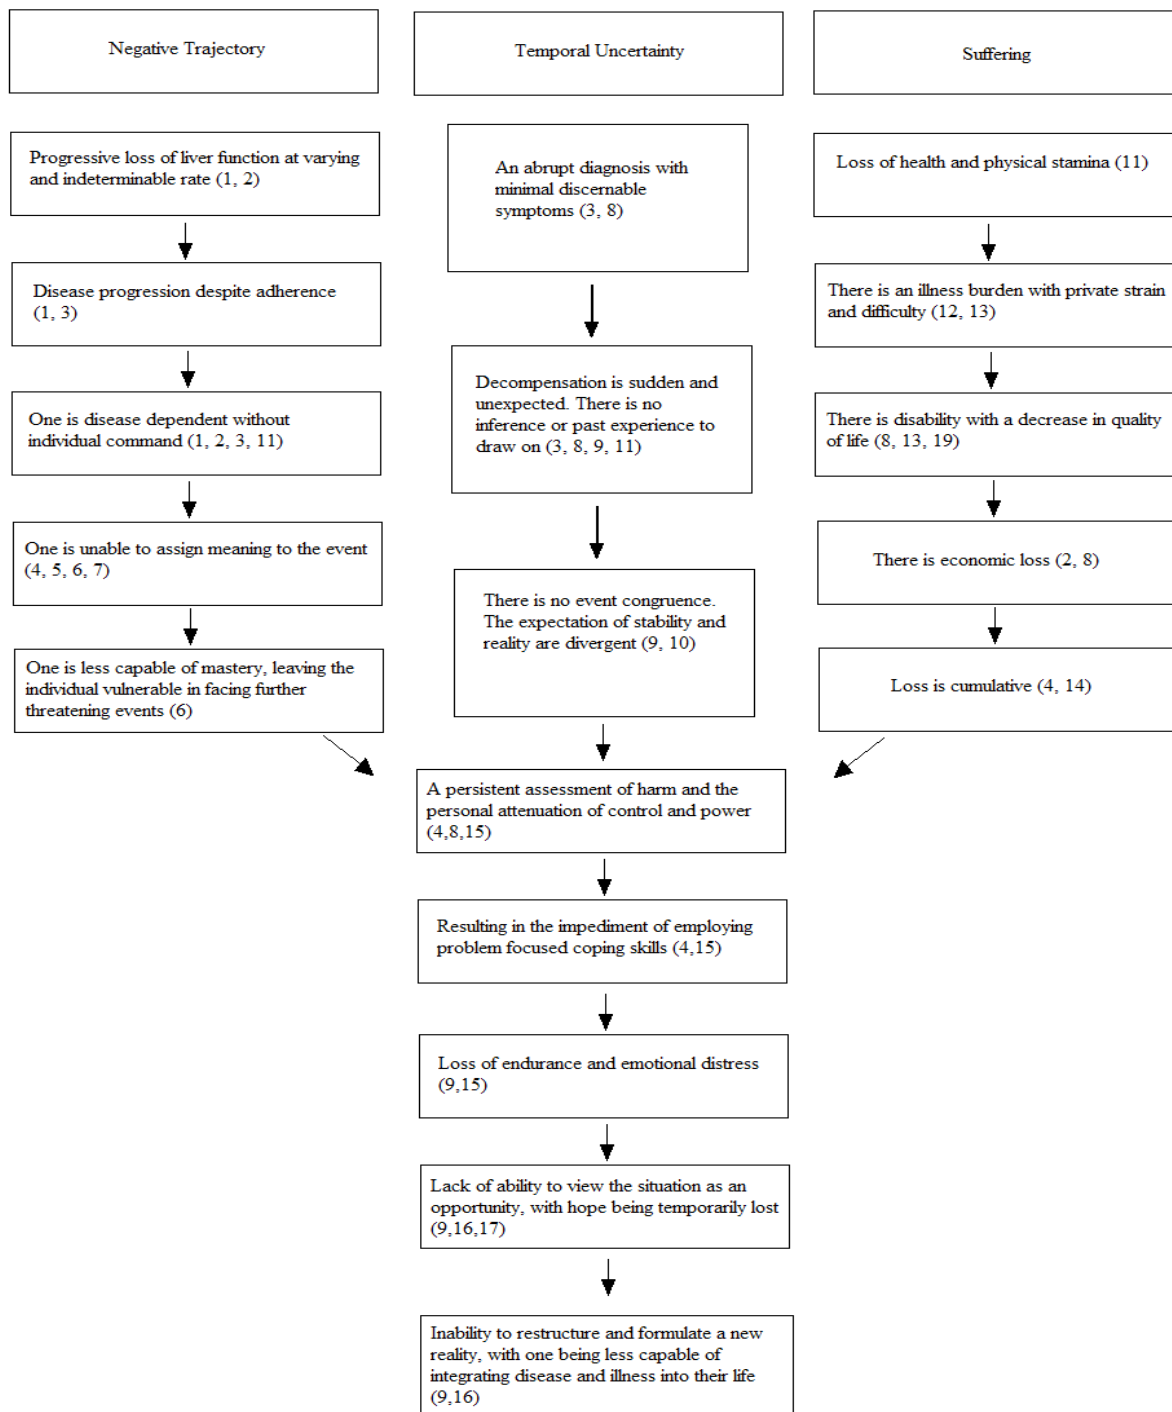 Negative Trajectory
Temporal Uncertainty
Suffering
Progressive loss of liver function at varying
and indeterminable rate (1, 2)
Disease progression despite adherence
(1, 3)
One is disease dependent without
individual command (1, 2, 3, 11)
One is unable to assign meaning to the event
(4, 5, 6, 7)
One is less capable of mastery, leaving the
individual vulnerable in facing further
threatening events (6)
An abrupt diagnosis with
minimal discernable
symptoms (3, 8)
Decompensation is sudden and
unexpected. There is no
inference or past experience to
draw on (3, 8, 9, 11)
There is no event congruence.
The expectation of stability and
reality are divergent (9, 10)
Loss of health and physical stamina (11)
There is an illness burden with private strain
and difficulty (12, 13)
There is disability with a decrease in quality
of life (8, 13, 19)
There is economic loss (2, 8)
Loss is cumulative (4, 14)
A persistent assessment of harm and the
personal attenuation of control and power
(4,8,15)
Resulting in the impediment of employing
problem focused coping skills (4,15)
Loss of endurance and emotional distress
(9,15)
Lack of ability to view the situation as an
opportunity, with hope being temporarily lost
(9,16,17)
Inability to restructure and formulate a new
reality, with one being less capable of
integrating disease and illness into their life
(9,16)